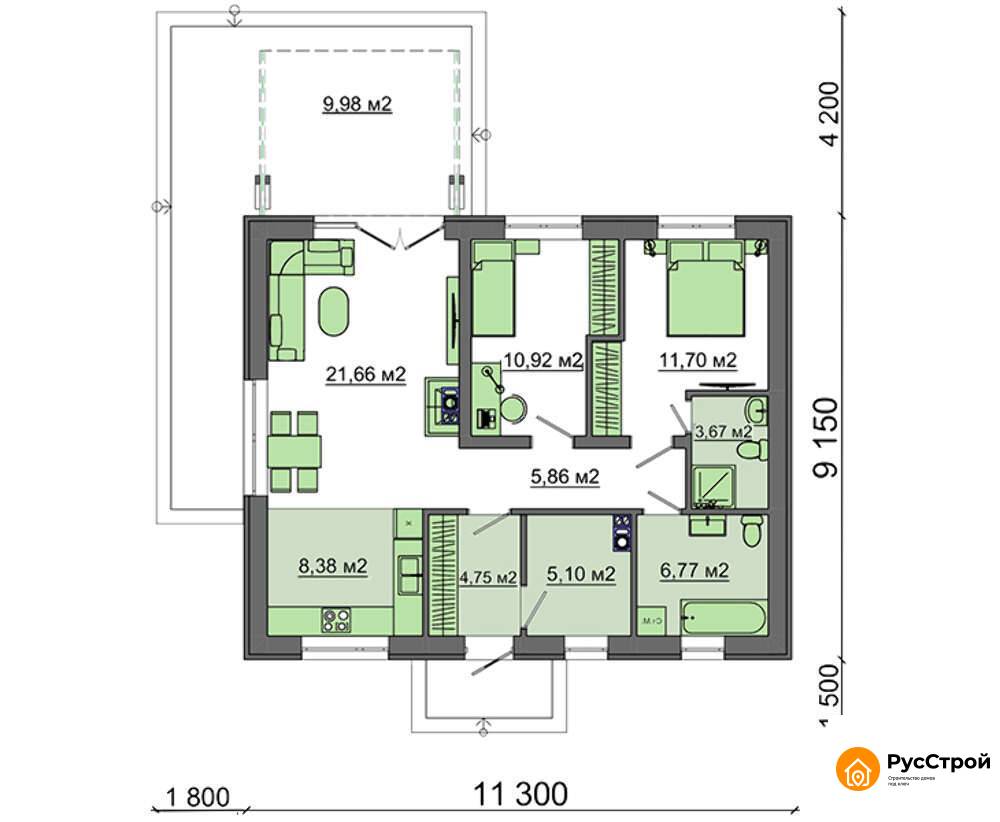 9,98 м2
4 200
21,66 м2
10,92 м2
11,70 м2
3,67 м2
9 150
5,86 м2
8,38 м2
4,75 м2
5,10 м2
6,77 м2
Ст.М.
1 500
1 800
11 300
РусСтрой
Строительство домов
под ключ